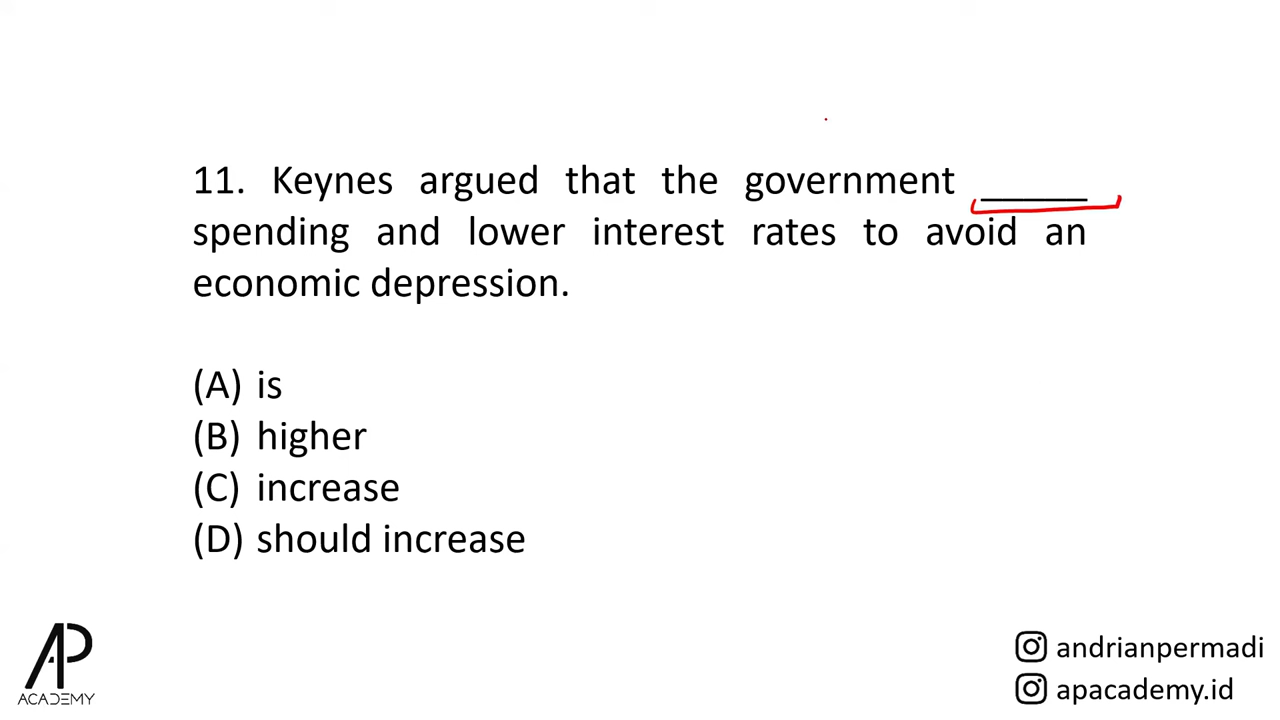 11. Keynes argued that the government ______
spending and lower interest rates to avoid an
economic depression.
(A) is
(B) higher
(C) increase
(D) should increase
AP
ACADEMY
andrianpermadi
apacademy.id